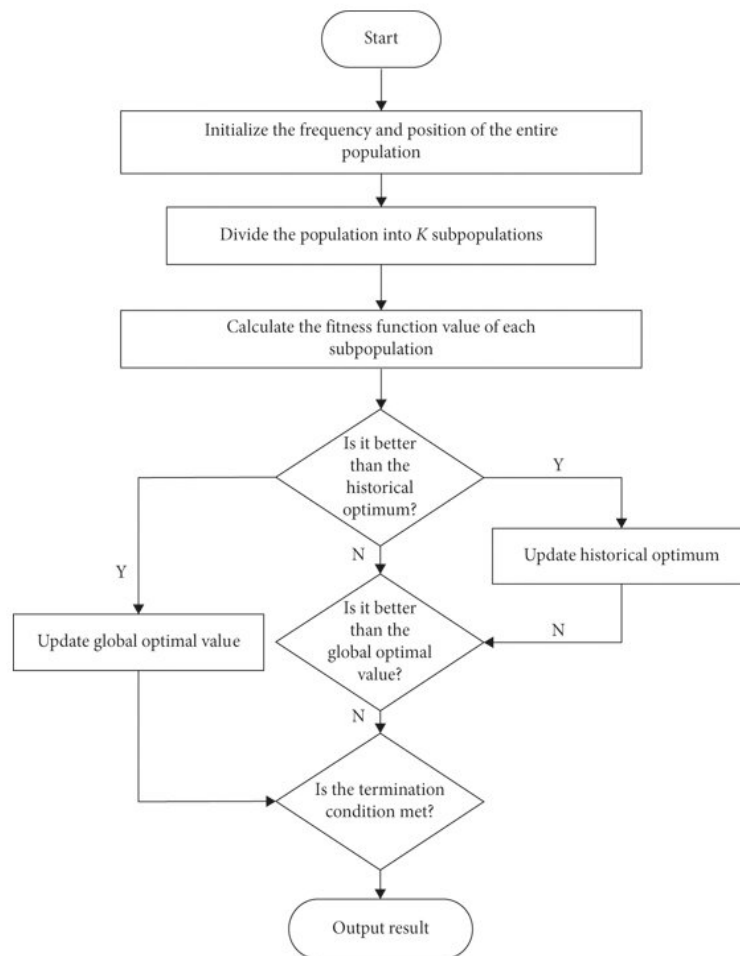 Start
Initialize the frequency and position of the entire
population
Divide the population into K subpopulations
Calculate the fitness function value of each
subpopulation
Is it better
than the
historical
optimum?
Y
Y
N
Update historical optimum
Update global optimal value
Is it better
than the
global optimal
value?
N
N
Is the termination
condition met?
Output result